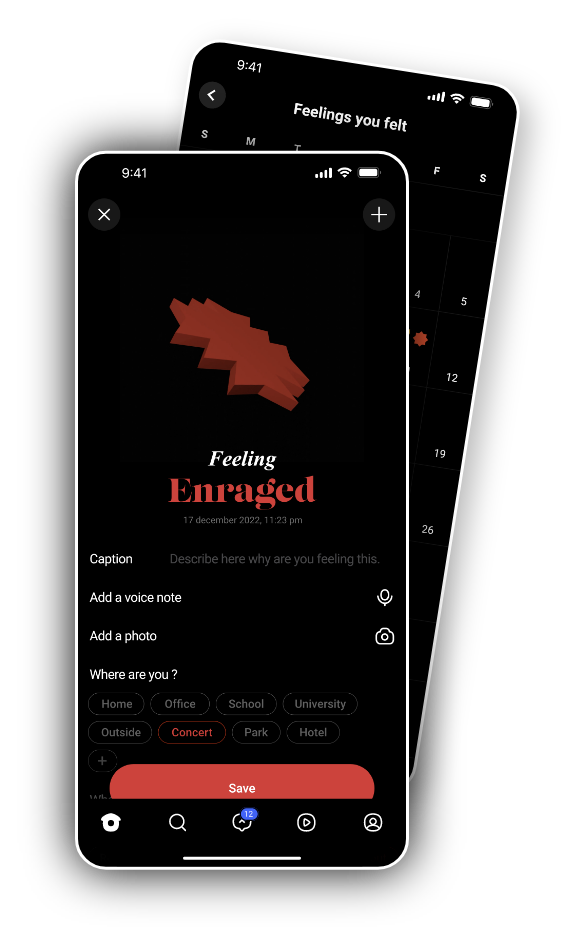 9:41
Feelings you felt
S M T F S
4 5
12
19
26
9:41
Feeling
Enraged
17 december 2022, 11:23 pm
Caption Describe here why are you feeling this.
Add a voice note
Add a photo
Where are you ?
Home Office School University
Outside Concert Park Hotel
+
Save
12